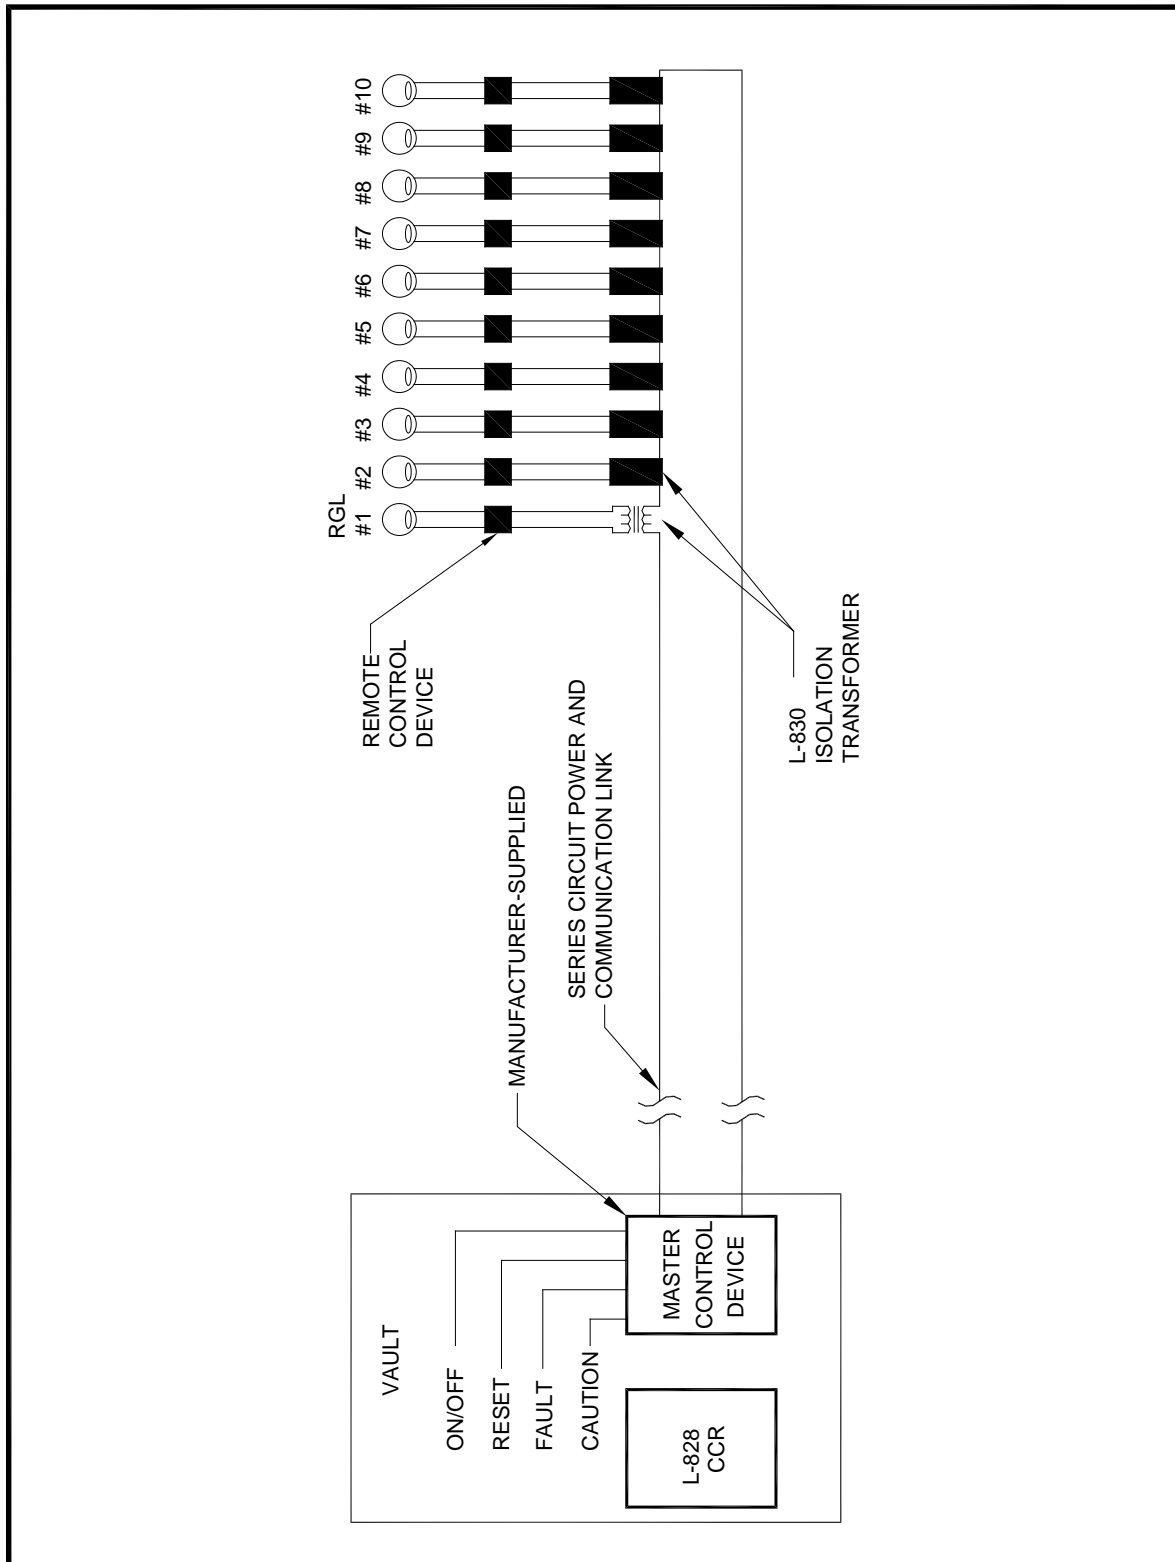 VAULT
ON/OFF
RESET
FAULT
CAUTION
L-828
CCR
MASTER
CONTROL
DEVICE
MANUFACTURER-SUPPLIED
SERIES CIRCUIT POWER AND
COMMUNICATION LINK
REMOTE
CONTROL
DEVICE
L-830
ISOLATION
TRANSFORMER
RGL
#1
#2
#3
#4
#5
#6
#7
#8
#9
#10